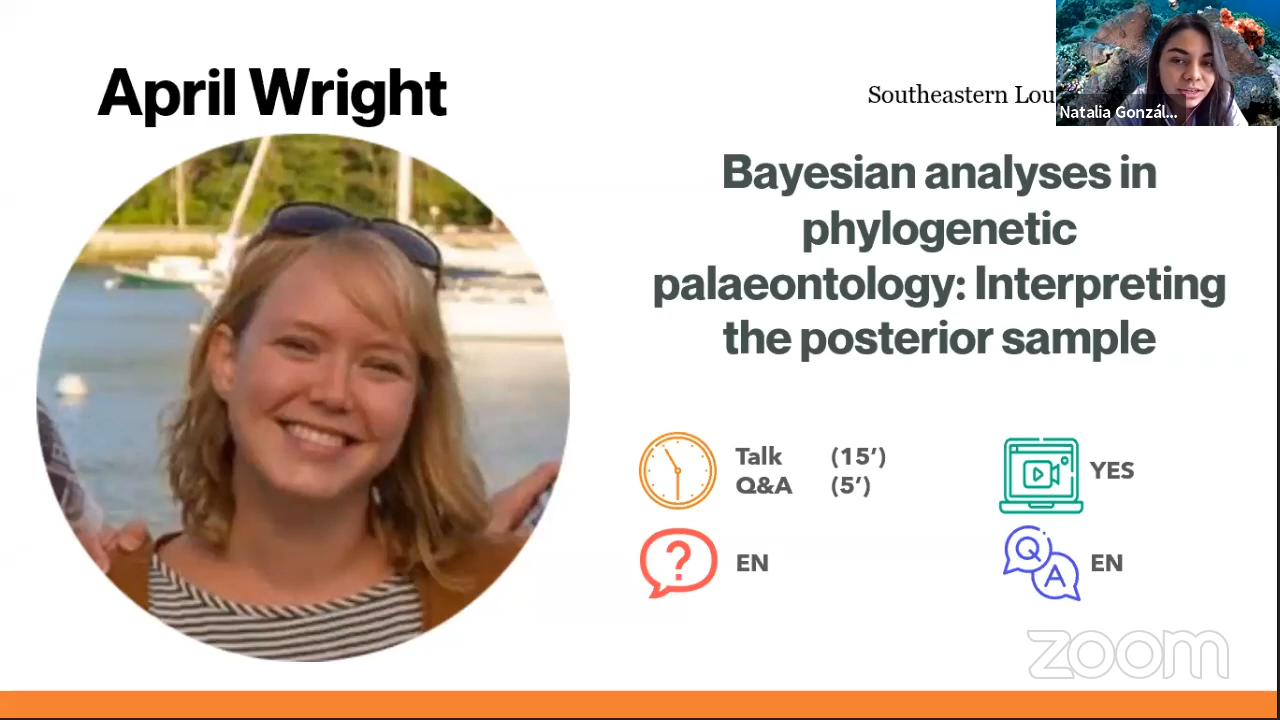 April Wright
Southeastern Lou
Natalia Gonzál...
Bayesian analyses in
phylogenetic
palaeontology: Interpreting
the posterior sample
Talk (15’)
Q&A (5’)
YES
?
EN
Q
A
EN
zoom